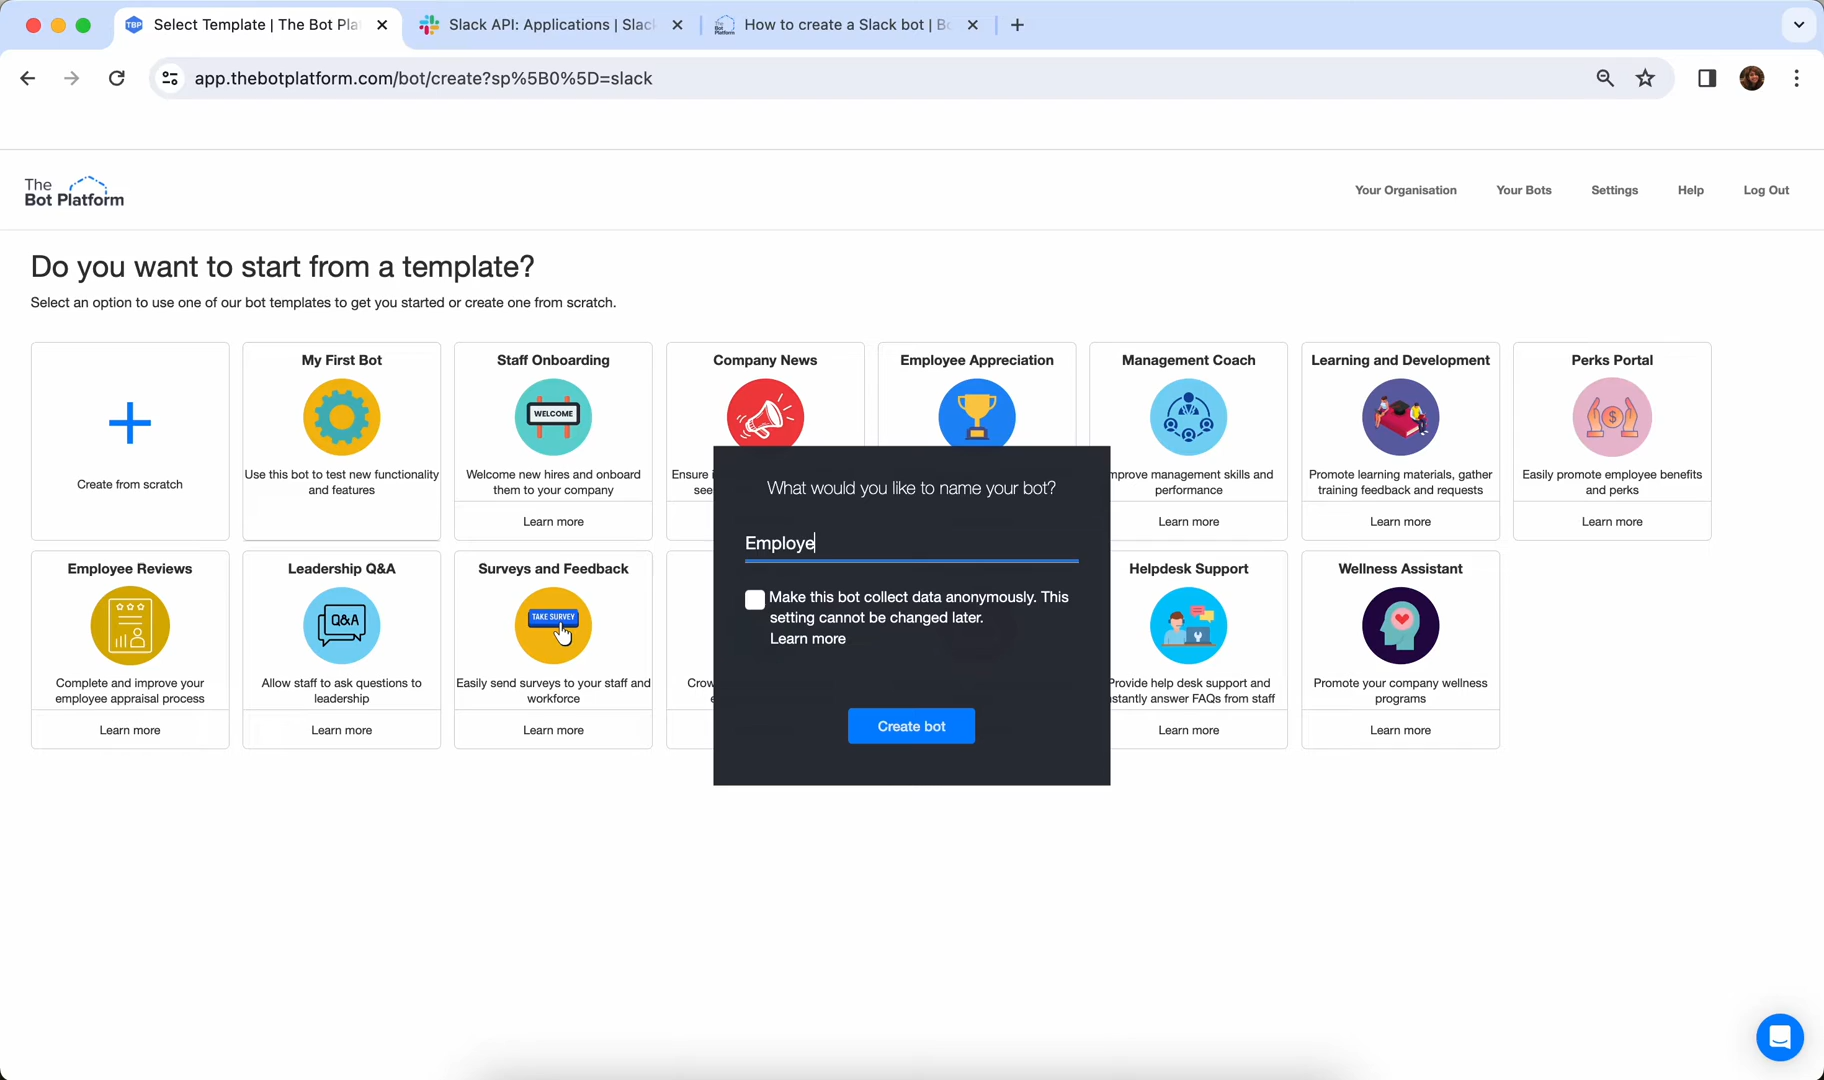 Select Template | The Bot Pla
Slack API: Applications | Slac
How to create a Slack bot | Bo
app.thebotplatform.com/bot/create?sp%5B0%5D=slack
The
Bot Platform
Your Organisation
Your Bots
Settings
Help
Log Out
Do you want to start from a template?
Select an option to use one of our bot templates to get you started or create one from scratch.
Create from scratch
My First Bot
Use this bot to test new functionality
and features
Staff Onboarding
WELCOME
Welcome new hires and onboard
them to your company
Learn more
Company News
Ensure
see
Employee Appreciation
Management Coach
mprove management skills and
performance
Learn more
Learning and Development
Promote learning materials, gather
training feedback and requests
Learn more
Perks Portal
Easily promote employee benefits
and perks
Learn more
What would you like to name your bot?
Employe
Make this bot collect data anonymously. This
setting cannot be changed later.
Learn more
Create bot
Employee Reviews
Complete and improve your
employee appraisal process
Learn more
Leadership Q&A
Q&A
Allow staff to ask questions to
leadership
Learn more
Surveys and Feedback
TAKE SURVEY
Easily send surveys to your staff and
workforce
Learn more
Crow
Helpdesk Support
Provide help desk support and
nstantly answer FAQs from staff
Learn more
Wellness Assistant
Promote your company wellness
programs
Learn more